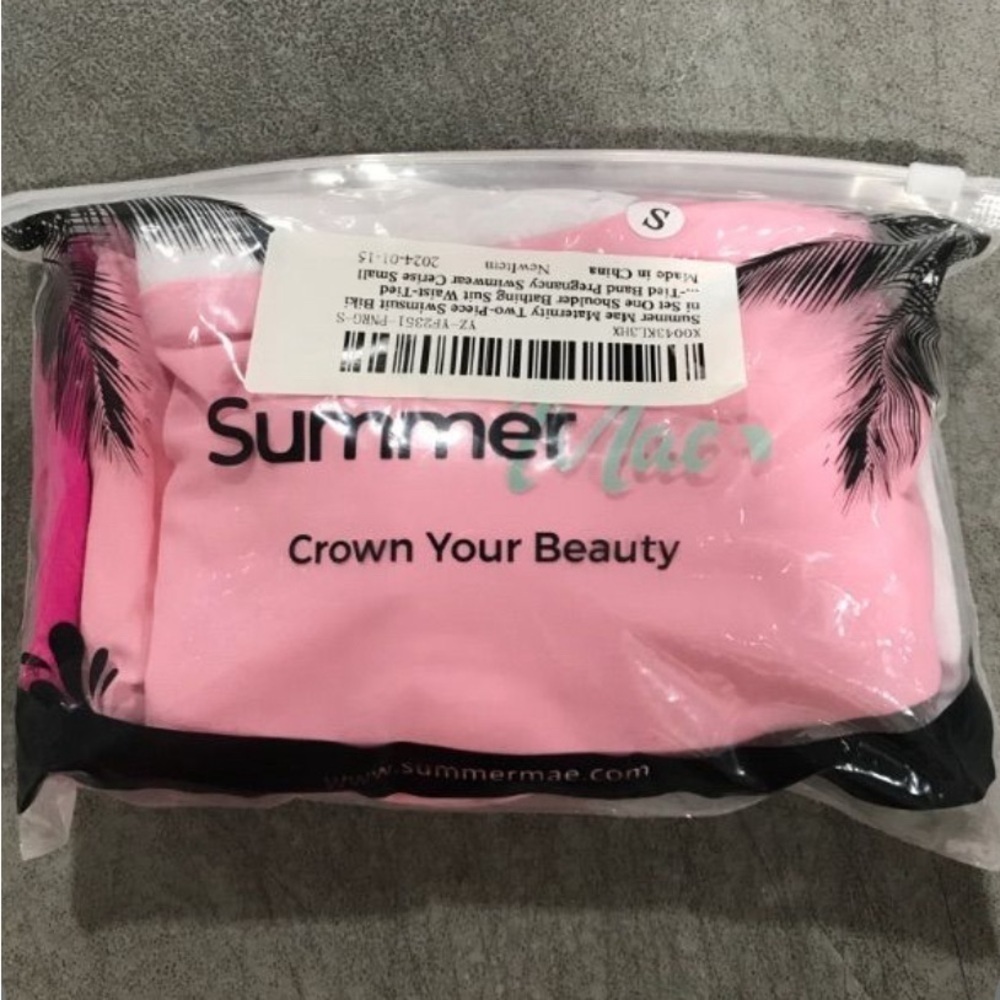 S
X0043KL3HX YZ-YF2351-PNRG-S
Summer Mae Maternity Two-Piece Swimsuit Biki
ni Set One Shoulder Bathing Suit Waist-Tied
...-Tied Band Pregnancy Swimwear Cerise Small]
Made in China NewItem 2024-01-15
Summer Mae
Crown Your Beauty
www.summermae.com